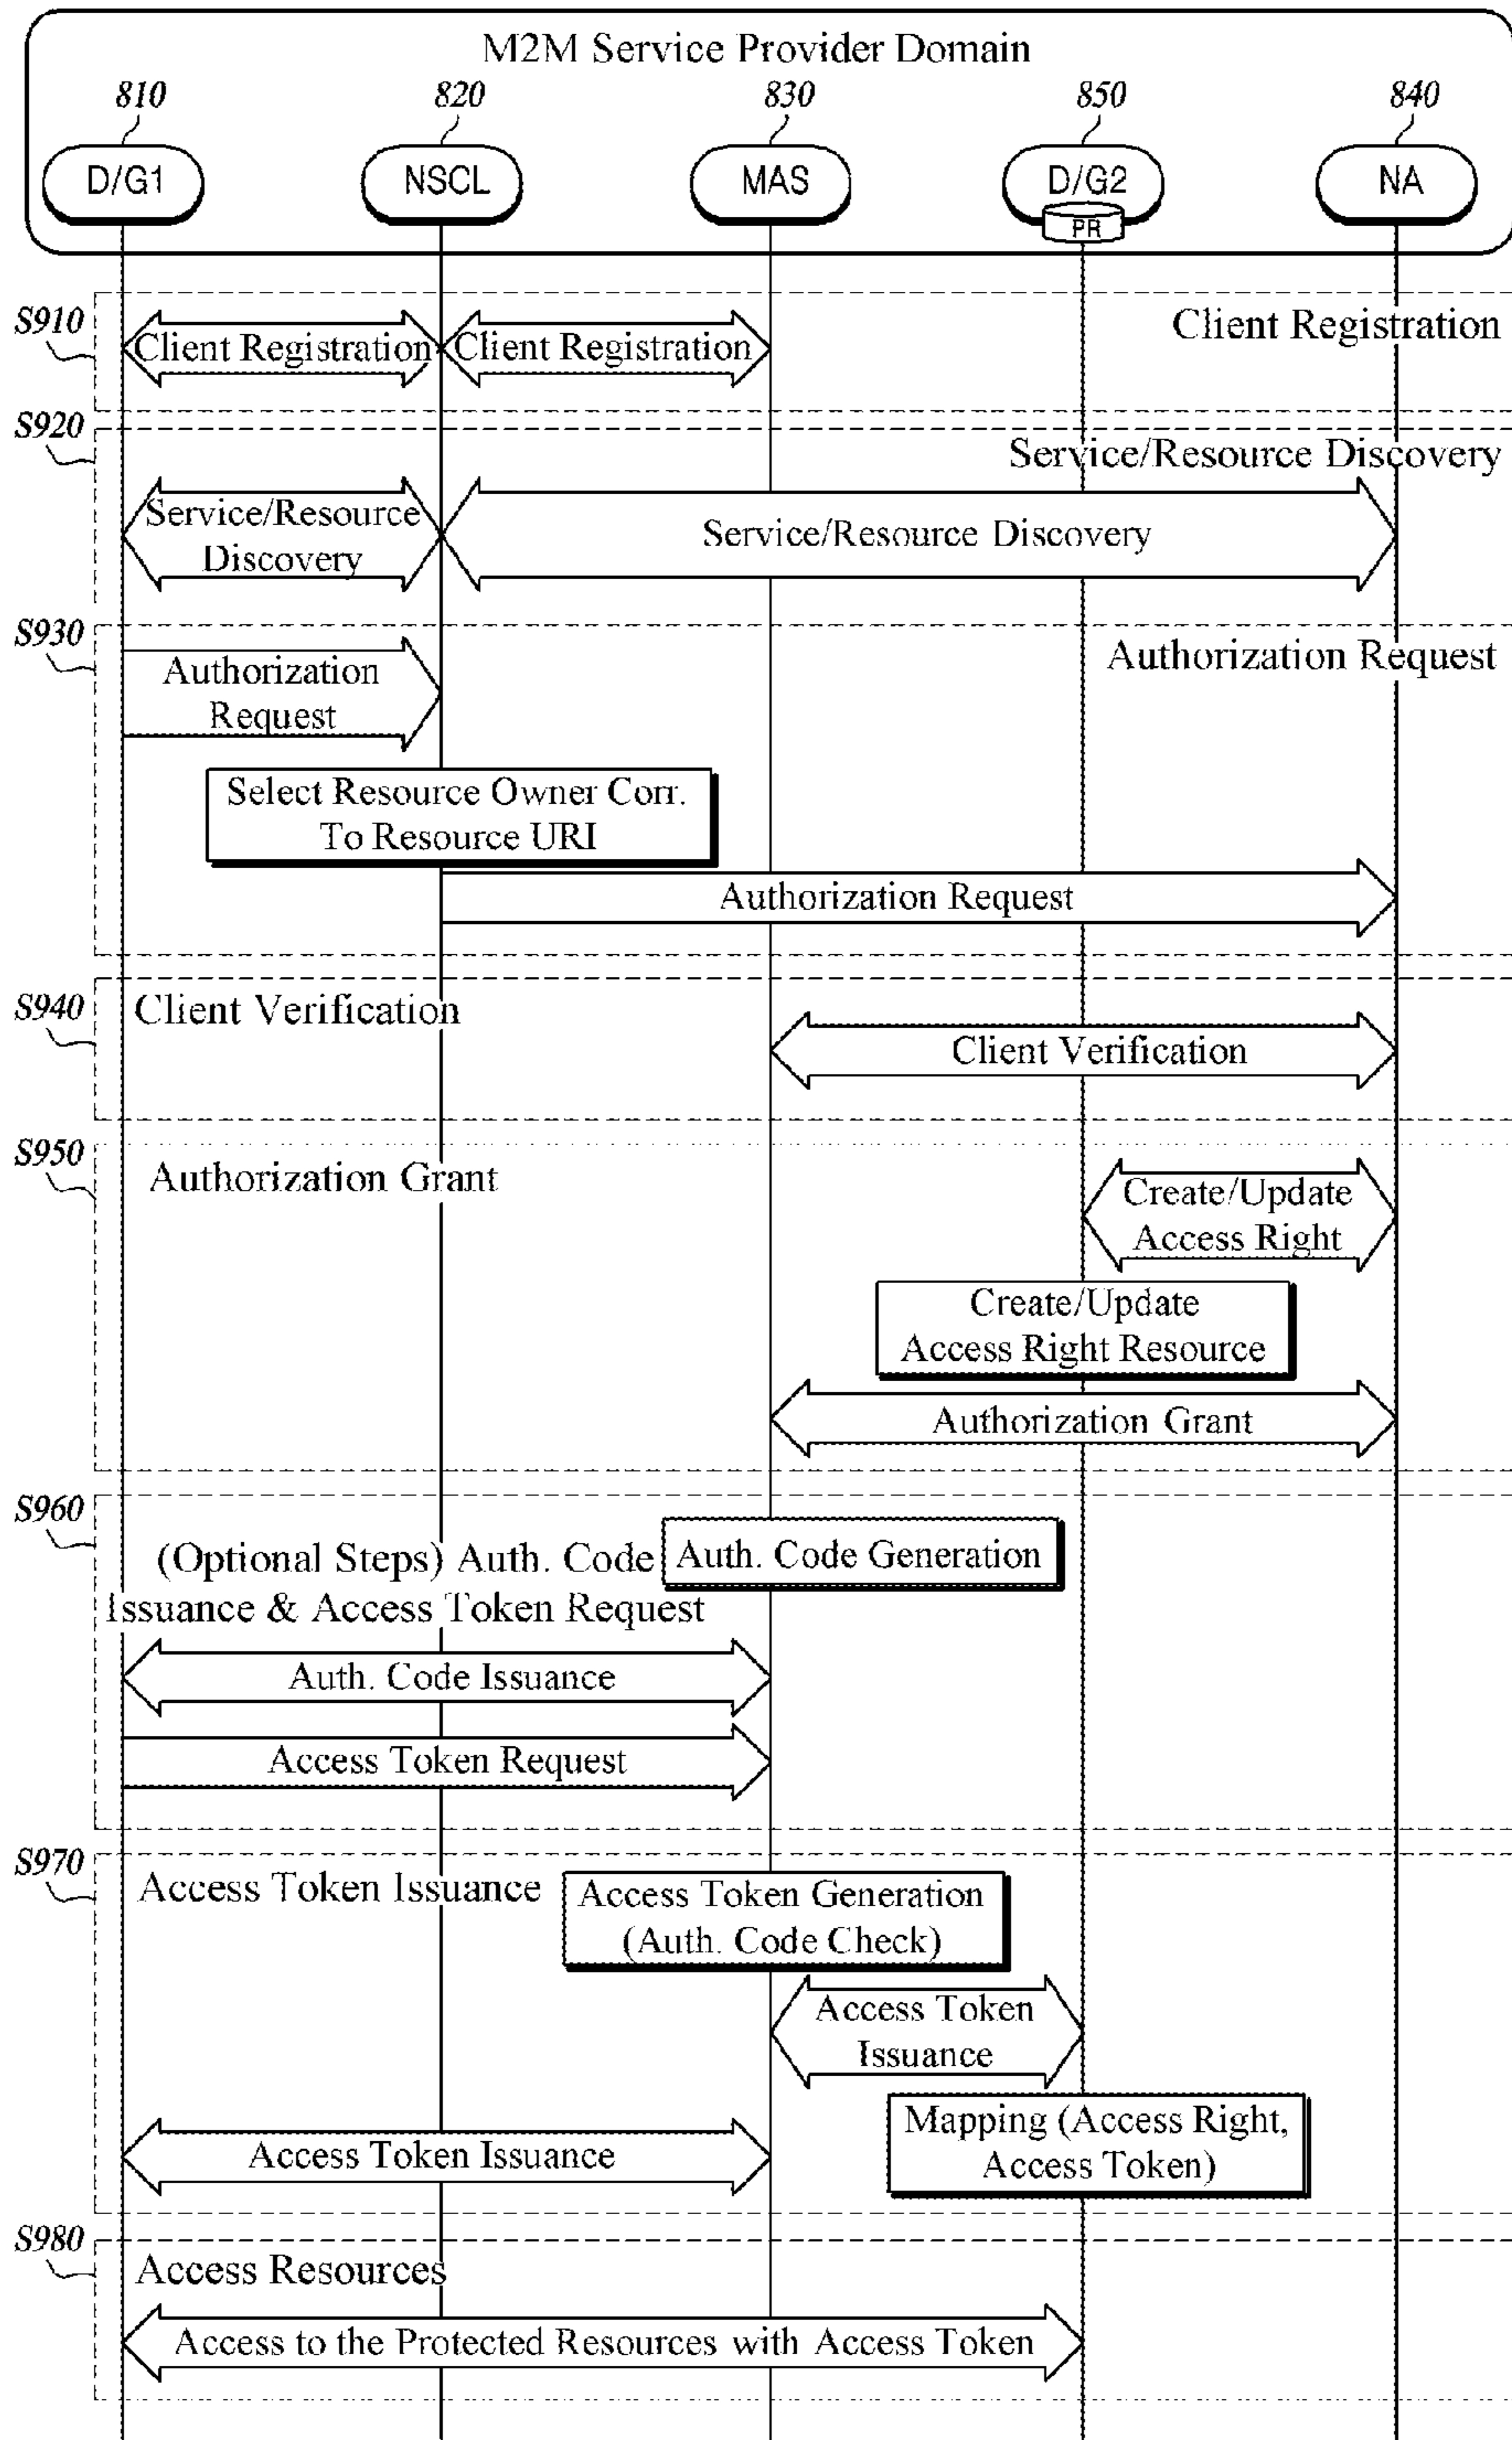 M2M Service Provider Domain
810 820 830 850 840
D/G1 NSCL MAS D/G2 NA
PR
S910
Client Registration
Client Registration Client Registration
S920
Service/Resource Discovery
Service/Resource
Discovery
Service/Resource Discovery
S930
Authorization Request
Authorization
Request
Select Resource Owner Corr.
To Resource URI
Authorization Request
S940
Client Verification
Client Verification
S950
Authorization Grant
Create/Update
Access Right
Create/Update
Access Right Resource
Authorization Grant
S960
(Optional Steps) Auth. Code
Issuance & Access Token Request
Auth. Code Generation
Auth. Code Issuance
Access Token Request
S970
Access Token Issuance
Access Token Generation
(Auth. Code Check)
Access Token
Issuance
Mapping (Access Right,
Access Token)
Access Token Issuance
S980
Access Resources
Access to the Protected Resources with Access Token